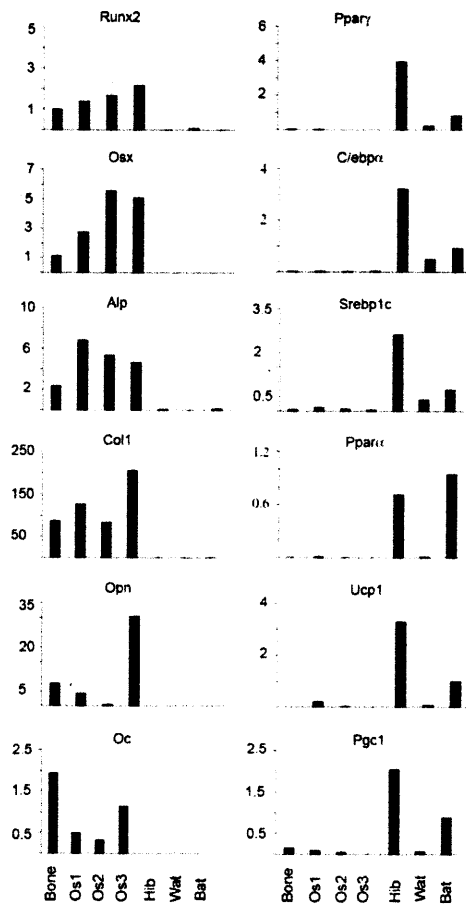 Runx2
5
3
1
Pparγ
6
4
2
Osx
7
5
3
1
C/ebpα
4
2
Alp
10
6
2
Srebp1c
3.5
2
0.5
Col1
250
150
50
Pparα
1.2
0.6
Opn
35
20
5
Ucp1
4
2
Oc
2.5
1.5
0.5
Pgc1
2.5
1.5
0.5
Bone
Os1
Os2
Os3
Hib
Wat
Bat
Bone
Os1
Os2
Os3
Hib
Wat
Bat